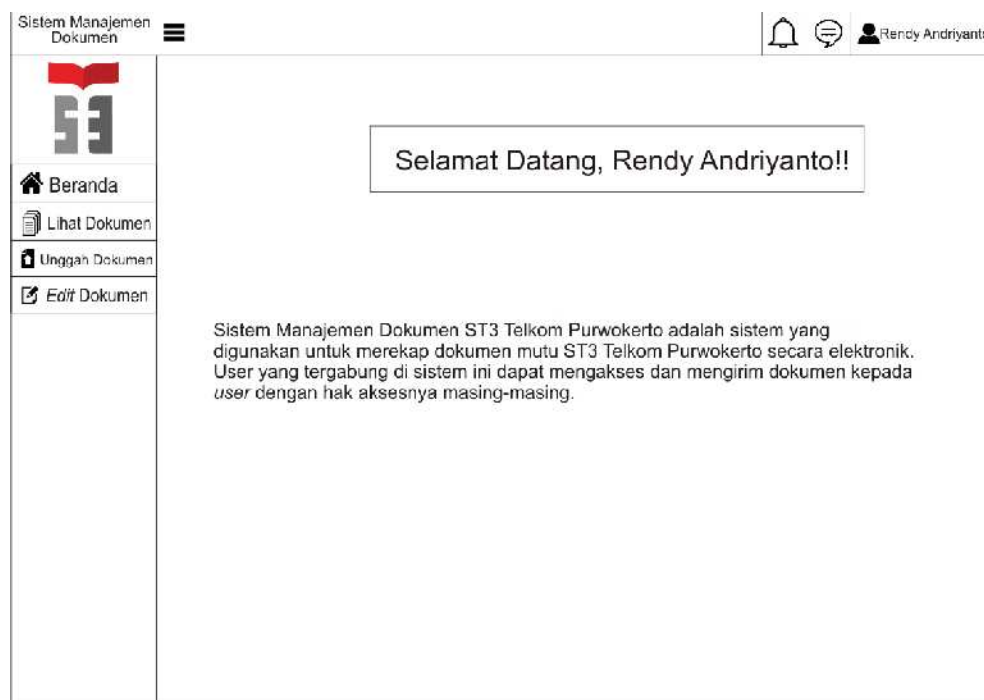 Sistem Manajemen
Dokumen
Rendy Andriyanto
ST3
Beranda
Lihat Dokumen
Unggah Dokumen
Edit Dokumen
Selamat Datang, Rendy Andriyanto!!
Sistem Manajemen Dokumen ST3 Telkom Purwokerto adalah sistem yang
digunakan untuk merekap dokumen mutu ST3 Telkom Purwokerto secara elektronik.
User yang tergabung di sistem ini dapat mengakses dan mengirim dokumen kepada
user dengan hak aksesnya masing-masing.